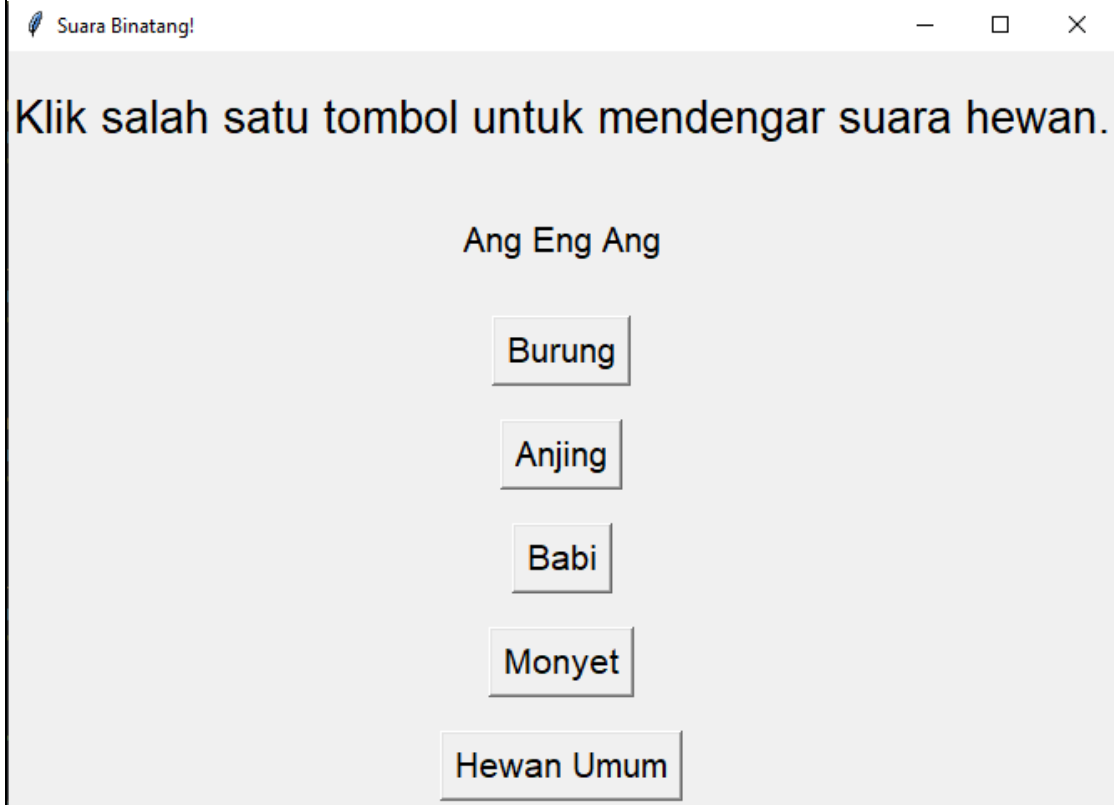 Suara Binatang!
Klik salah satu tombol untuk mendengar suara hewan.
Ang Eng Ang
Burung
Anjing
Babi
Monyet
Hewan Umum